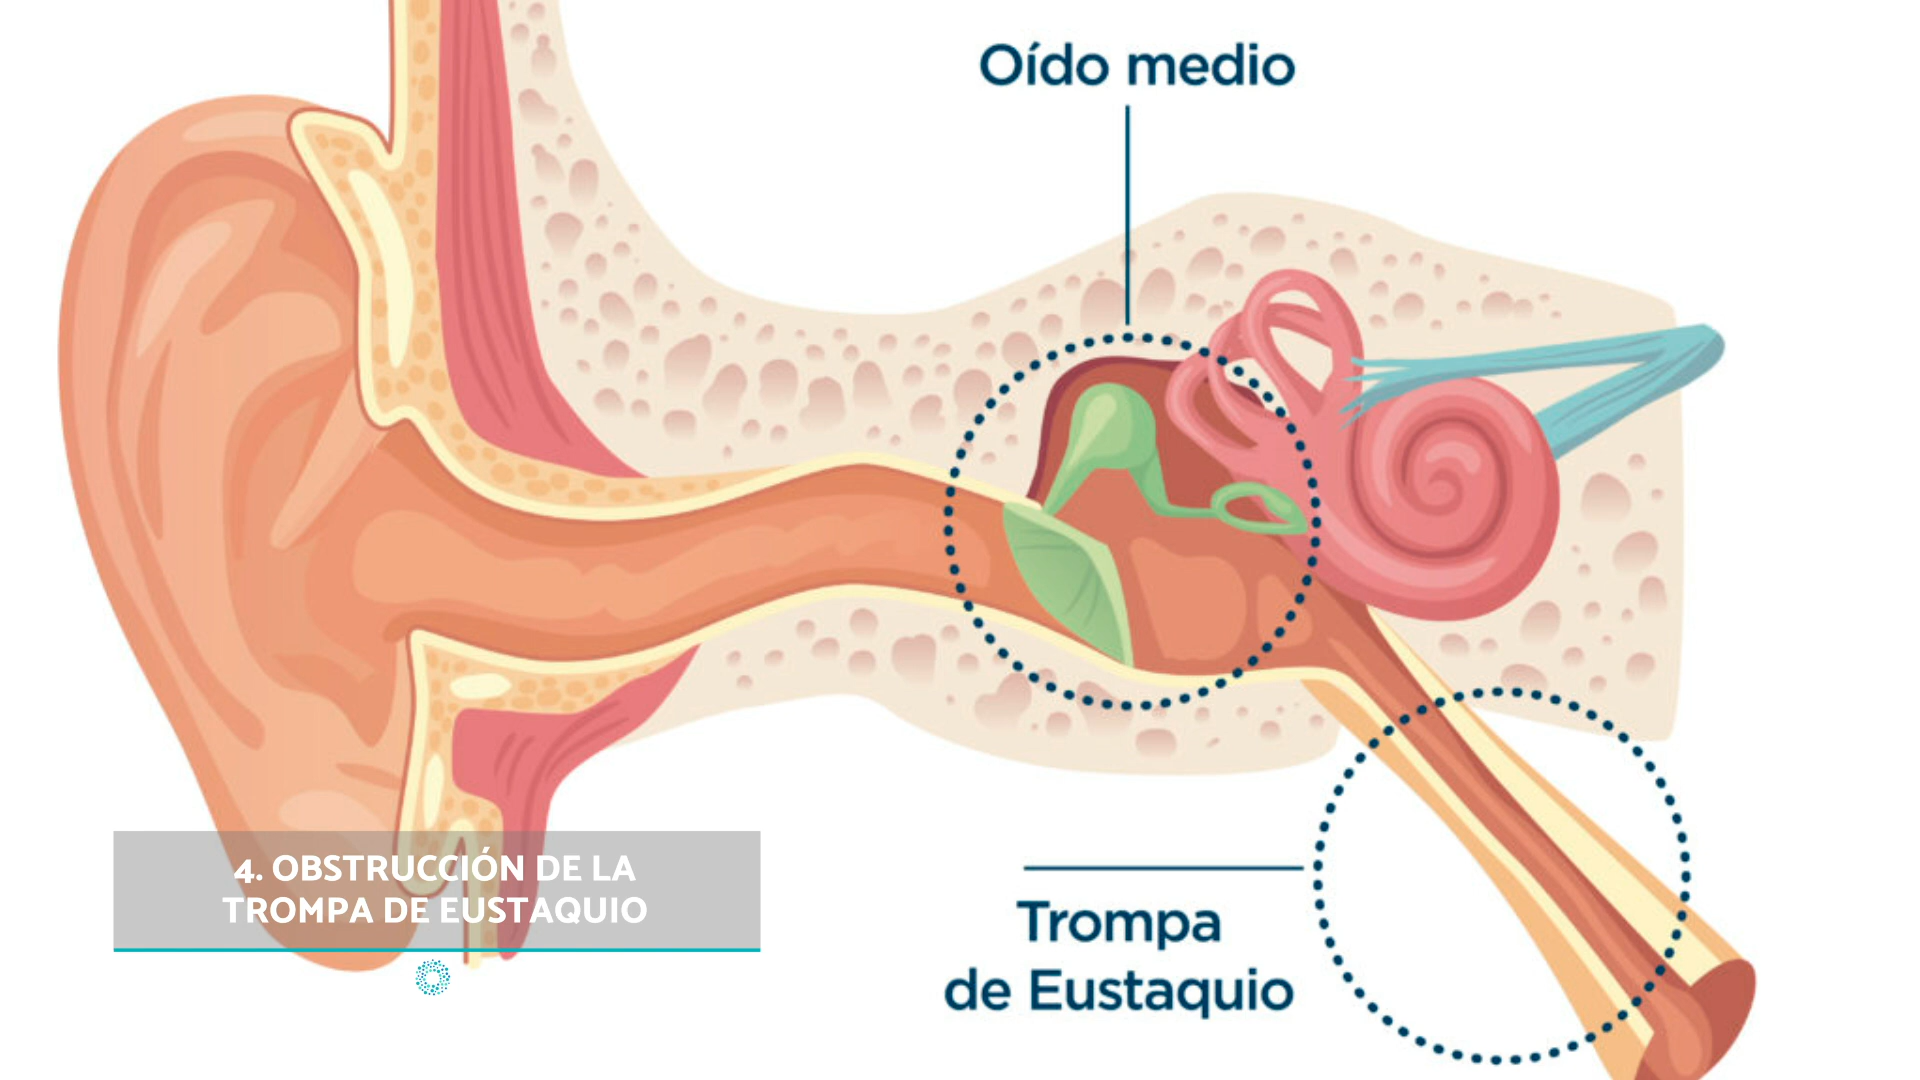 Oído medio
Trompa
de Eustaquio
4. OBSTRUCCIÓN DE LA
TROMPA DE EUSTAQUIO